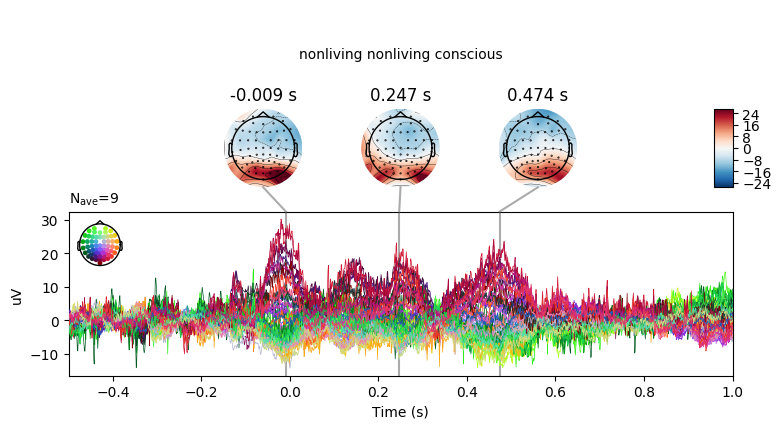 nonliving nonliving conscious
-0.009 s 0.247 s 0.474 s
24
16
8
0
−8
−16
−24
Nave=9
30
20
10
0
−10
uV
−0.4 −0.2 0.0 0.2 0.4 0.6 0.8 1.0
Time (s)